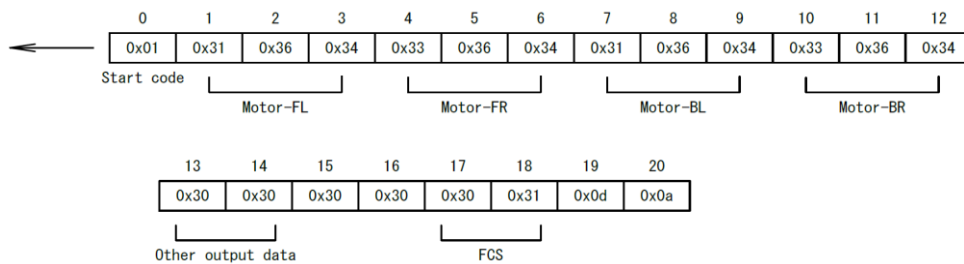 0 1 2 3 4 5 6 7 8 9 10 11 12
0x01 0x31 0x36 0x34 0x33 0x36 0x34 0x31 0x36 0x34 0x33 0x36 0x34
Start code
Motor-FL Motor-FR Motor-BL Motor-BR
13 14 15 16 17 18 19 20
0x30 0x30 0x30 0x30 0x30 0x31 0x0d 0x0a
Other output data FCS